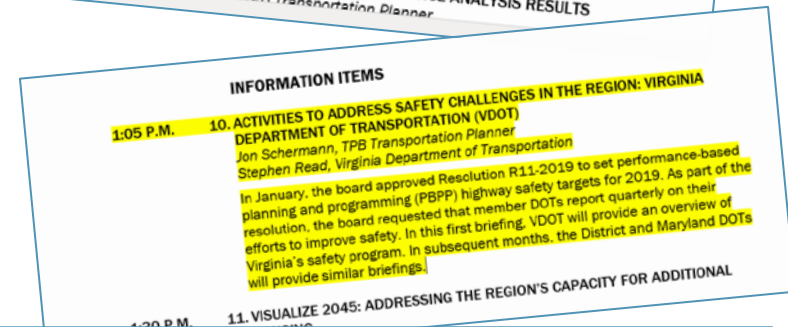 ANALYSIS RESULTS
Transportation Planner
INFORMATION ITEMS
1:05 P.M. 10. ACTIVITIES TO ADDRESS SAFETY CHALLENGES IN THE REGION: VIRGINIA
DEPARTMENT OF TRANSPORTATION (VDOT)
Jon Schermann, TPB Transportation Planner
Stephen Read, Virginia Department of Transportation
In January, the board approved Resolution R11-2019 to set performance-based
planning and programming (PBPP) highway safety targets for 2019. As part of the
resolution, the board requested that member DOTs report quarterly on their
efforts to improve safety. In this first briefing, VDOT will provide an overview of
Virginia's safety program. In subsequent months, the District and Maryland DOTs
will provide similar briefings.
11. VISUALIZE 2045: ADDRESSING THE REGION'S CAPACITY FOR ADDITIONAL